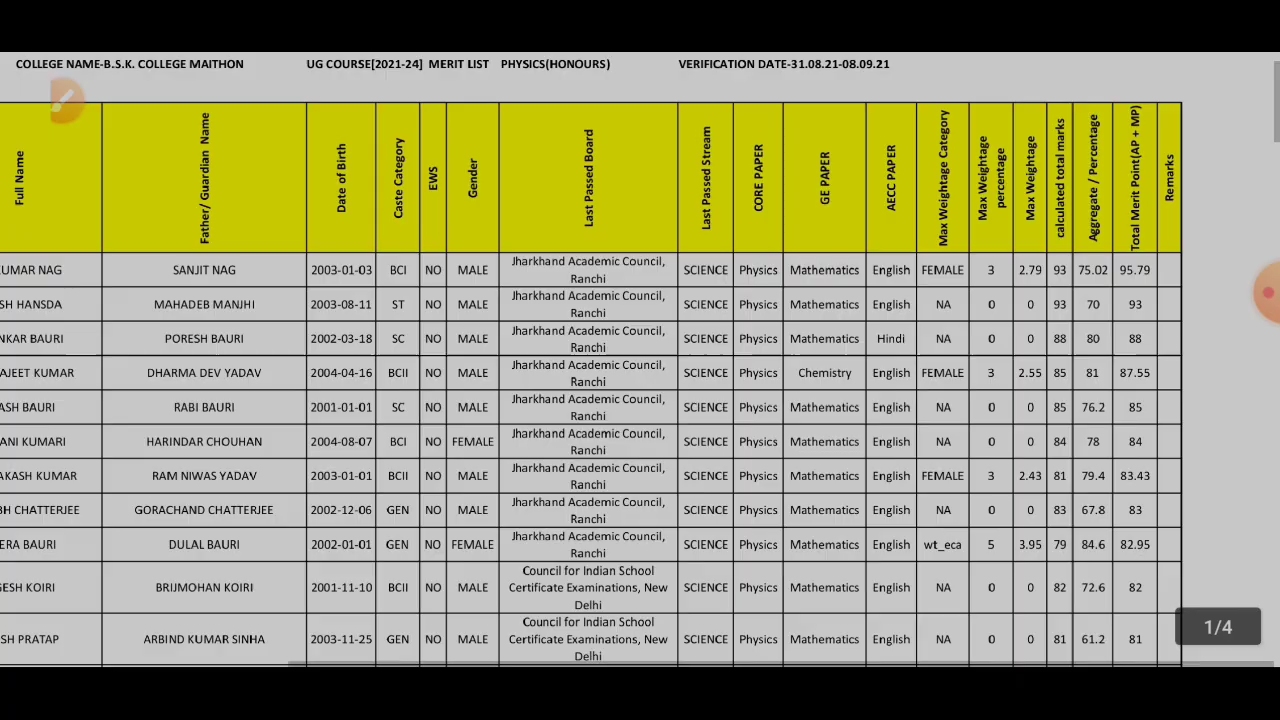 COLLEGE NAME-B.S.K. COLLEGE MAITHON UG COURSE[2021-24] MERIT LIST PHYSICS(HONOURS) VERIFICATION DATE-31.08.21-08.09.21
Full Name Father/ Guardian Name Date of Birth Caste Category EWS Gender Last Passed Board Last Passed Stream CORE PAPER GE PAPER AECC PAPER Max Weightage Category Max Weightage percentage Max Weightage calculated total marks Aggregate / Percentage Total Merit Point(AP + MP) Remarks
KUMAR NAG SANJIT NAG 2003-01-03 BCI NO MALE Jharkhand Academic Council, Ranchi SCIENCE Physics Mathematics English FEMALE 3 2.79 93 75.02 95.79
SH HANSDA MAHADEB MANJHI 2003-08-11 ST NO MALE Jharkhand Academic Council, Ranchi SCIENCE Physics Mathematics English NA 0 0 93 70 93
NKAR BAURI PORESH BAURI 2002-03-18 SC NO MALE Jharkhand Academic Council, Ranchi SCIENCE Physics Mathematics Hindi NA 0 0 88 80 88
AJEET KUMAR DHARMA DEV YADAV 2004-04-16 BCII NO MALE Jharkhand Academic Council, Ranchi SCIENCE Physics Chemistry English FEMALE 3 2.55 85 81 87.55
ASH BAURI RABI BAURI 2001-01-01 SC NO MALE Jharkhand Academic Council, Ranchi SCIENCE Physics Mathematics English NA 0 0 85 76.2 85
ANI KUMARI HARINDAR CHOUHAN 2004-08-07 BCI NO FEMALE Jharkhand Academic Council, Ranchi SCIENCE Physics Mathematics English NA 0 0 84 78 84
AKASH KUMAR RAM NIWAS YADAV 2003-01-01 BCII NO MALE Jharkhand Academic Council, Ranchi SCIENCE Physics Mathematics English FEMALE 3 2.43 81 79.4 83.43
BH CHATTERJEE GORACHAND CHATTERJEE 2002-12-06 GEN NO MALE Jharkhand Academic Council, Ranchi SCIENCE Physics Mathematics English NA 0 0 83 67.8 83
ERA BAURI DULAL BAURI 2002-01-01 GEN NO FEMALE Jharkhand Academic Council, Ranchi SCIENCE Physics Mathematics English wt_eca 5 3.95 79 84.6 82.95
GESH KOIRI BRIJMOHAN KOIRI 2001-11-10 BCII NO MALE Council for Indian School Certificate Examinations, New Delhi SCIENCE Physics Mathematics English NA 0 0 82 72.6 82
SH PRATAP ARBIND KUMAR SINHA 2003-11-25 GEN NO MALE Council for Indian School Certificate Examinations, New Delhi SCIENCE Physics Mathematics English NA 0 0 81 61.2 81
1/4